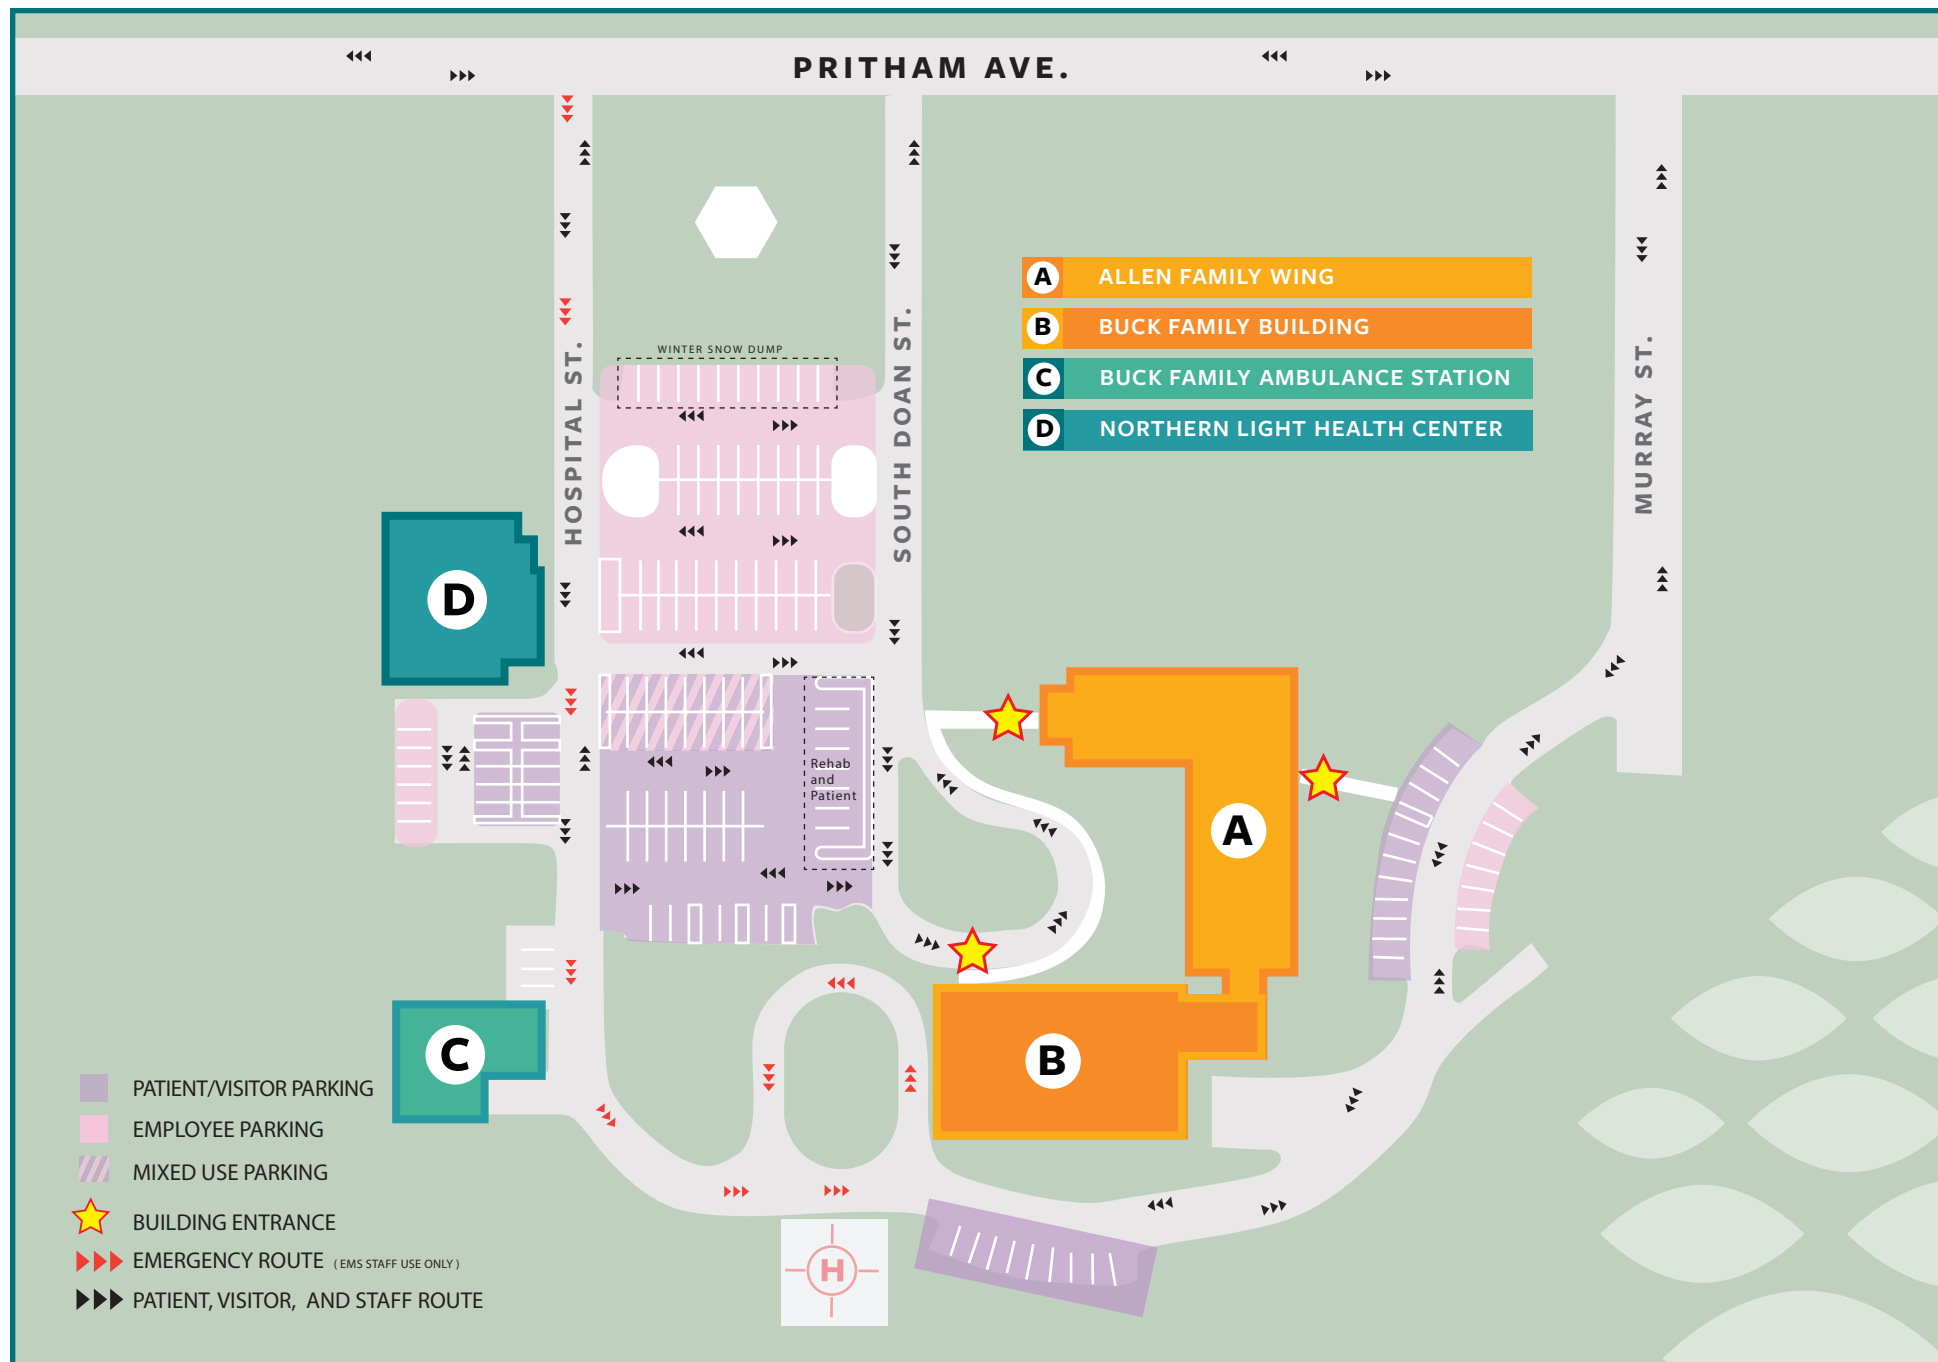 PRITHAM AVE.
HOSPITAL ST.
SOUTH DOAN ST.
MURRAY ST.
A ALLEN FAMILY WING
B BUCK FAMILY BUILDING
C BUCK FAMILY AMBULANCE STATION
D NORTHERN LIGHT HEALTH CENTER
WINTER SNOW DUMP
D
Rehab
and
Patient
A
B
C
PATIENT/VISITOR PARKING
EMPLOYEE PARKING
MIXED USE PARKING
BUILDING ENTRANCE
EMERGENCY ROUTE ( EMS STAFF USE ONLY )
PATIENT, VISITOR, AND STAFF ROUTE
H